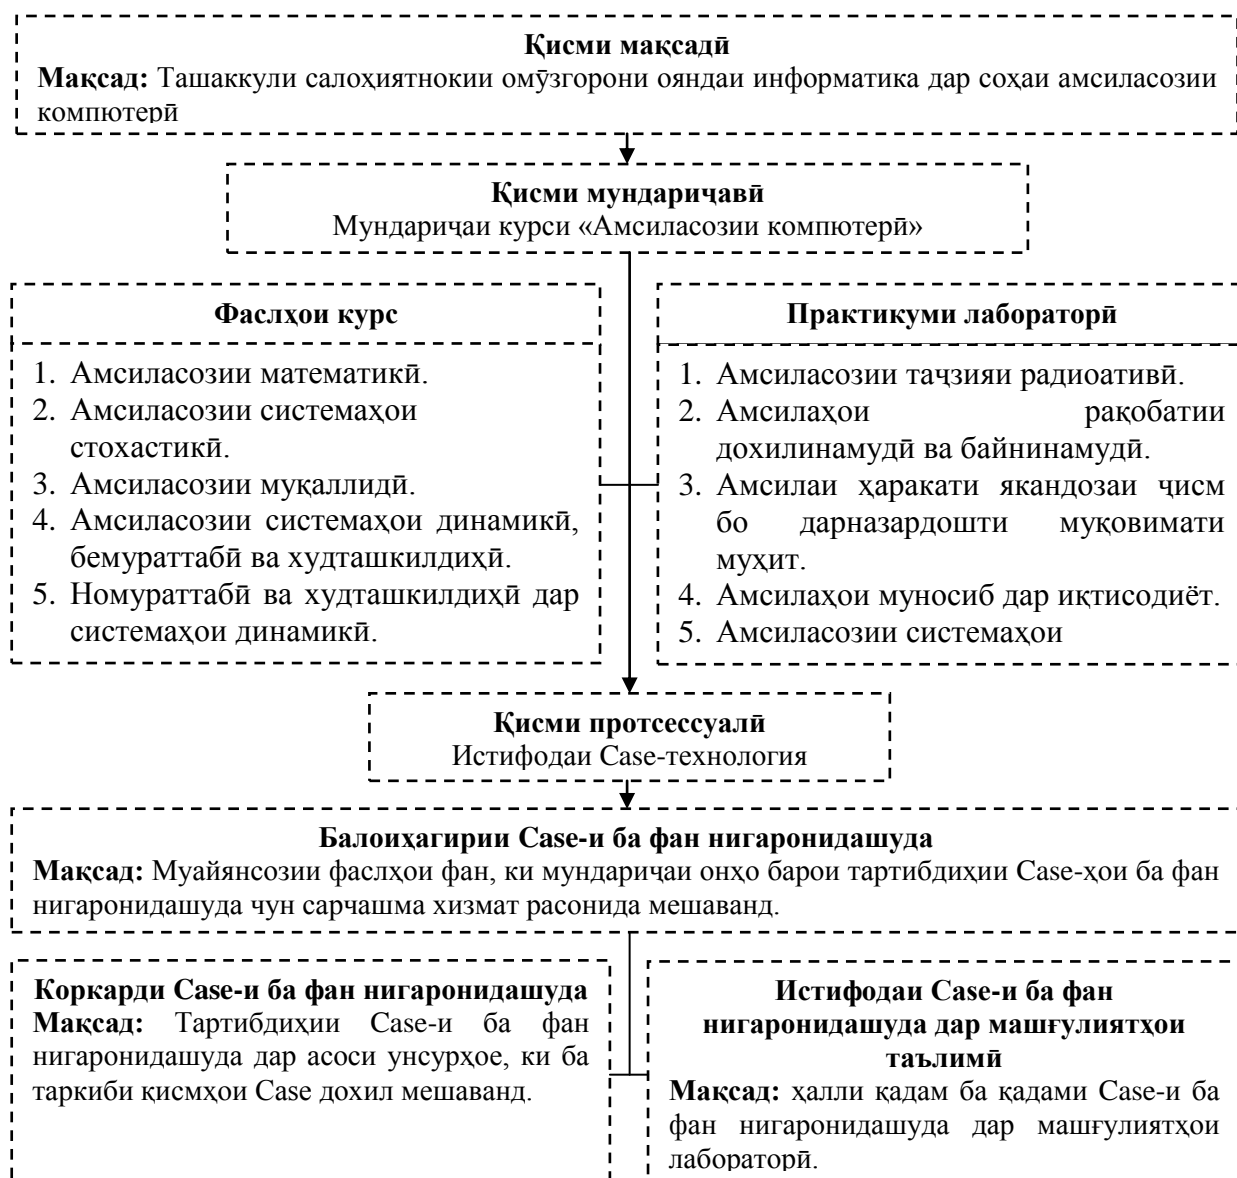 Қисми мақсадӣ
Мақсад: Ташаккули салоҳиятнокии омӯзгорони ояндаи информатика дар соҳаи амсиласозии
компютерӣ
Қисми мундариҷавӣ
Мундариҷаи курси «Амсиласозии компютерӣ»
Фаслҳои курс
1. Амсиласозии математикӣ.
2. Амсиласозии системаҳои
стохастикӣ.
3. Амсиласозии муқаллидӣ.
4. Амсиласозии системаҳои динамикӣ,
бемураттабӣ ва худташкилдиҳӣ.
5. Номураттабӣ ва худташкилдиҳӣ дар
системаҳои динамикӣ.
Практикуми лабораторӣ
1. Амсиласозии таҷзияи радиоативӣ.
2. Амсилаҳои рақобатии
дохилинамудӣ ва байнинамудӣ.
3. Амсилаи ҳаракати якандозаи ҷисм
бо дарназардошти муқовимати
муҳит.
4. Амсилаҳои муносиб дар иқтисодиёт.
5. Амсиласозии системаҳои
Қисми протсессуалӣ
Истифодаи Case-технология
Балоиҳагирии Case-и ба фан нигаронидашуда
Мақсад: Муайянсозии фаслҳои фан, ки мундариҷаи онҳо барои тартибдиҳии Case-ҳои ба фан
нигаронидашуда чун сарчашма хизмат расонида мешаванд.
Коркарди Case-и ба фан нигаронидашуда
Мақсад: Тартибдиҳии Case-и ба фан
нигаронидашуда дар асоси унсурҳое, ки ба
таркиби қисмҳои Case дохил мешаванд.
Истифодаи Case-и ба фан
нигаронидашуда дар машғулиятҳои
таълимӣ
Мақсад: ҳалли қадам ба қадами Case-и ба
фан нигаронидашуда дар машғулиятҳои
лабораторӣ.